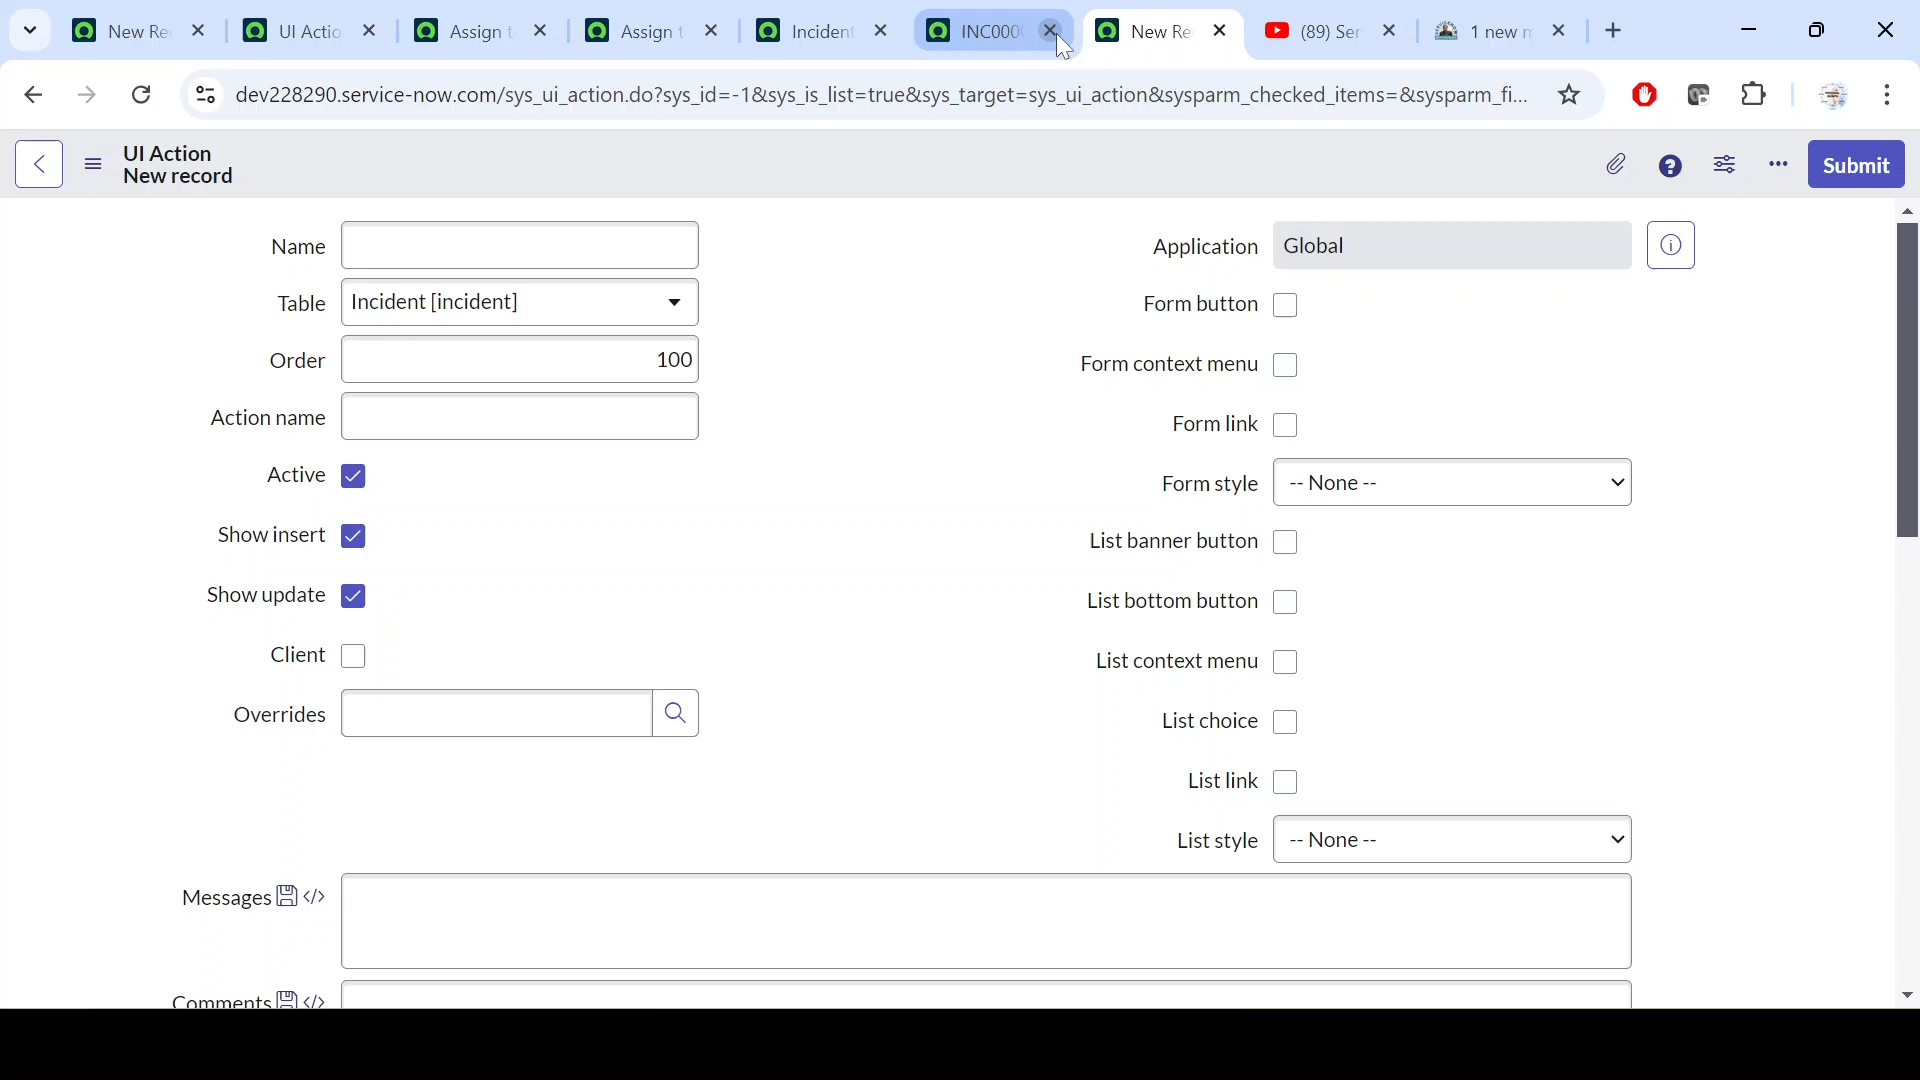 New Re
UI Actio
Assign t
Assign t
Incident
INC000
New Re
(89) Ser
1 new m
dev228290.service-now.com/sys_ui_action.do?sys_id=-1&sys_is_list=true&sys_target=sys_ui_action&sysparm_checked_items=&sysparm_fi...
UI Action
New record
Submit
Name
Application Global
Table Incident [incident]
Form button
Order 100
Form context menu
Action name
Form link
Active
Form style -- None --
Show insert
List banner button
Show update
List bottom button
Client
List context menu
Overrides
List choice
List link
List style -- None --
Messages
Comments